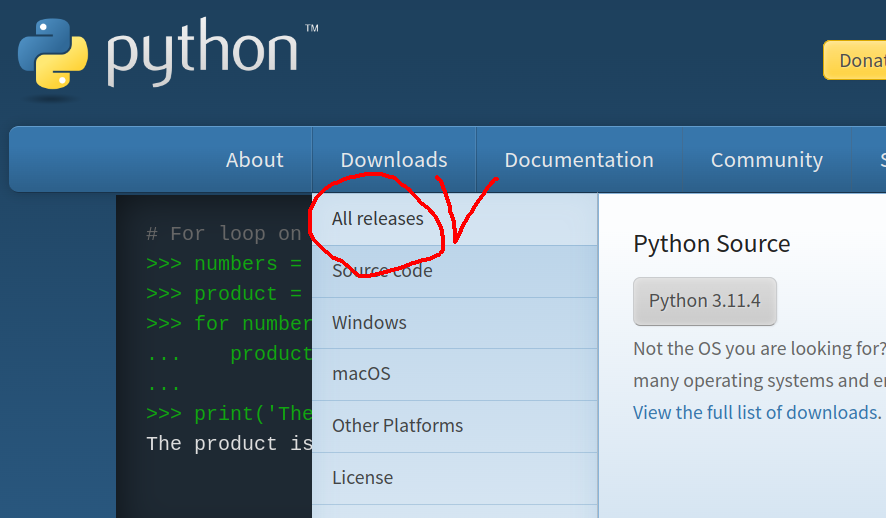 python™
Donat
About
Downloads
Documentation
Community
All releases
Source code
Windows
macOS
Other Platforms
License
# For loop on
>>> numbers =
>>> product =
>>> for number
...    product
...
>>> print('The
The product is
Python Source
Python 3.11.4
Not the OS you are looking for?
many operating systems and
View the full list of downloads.